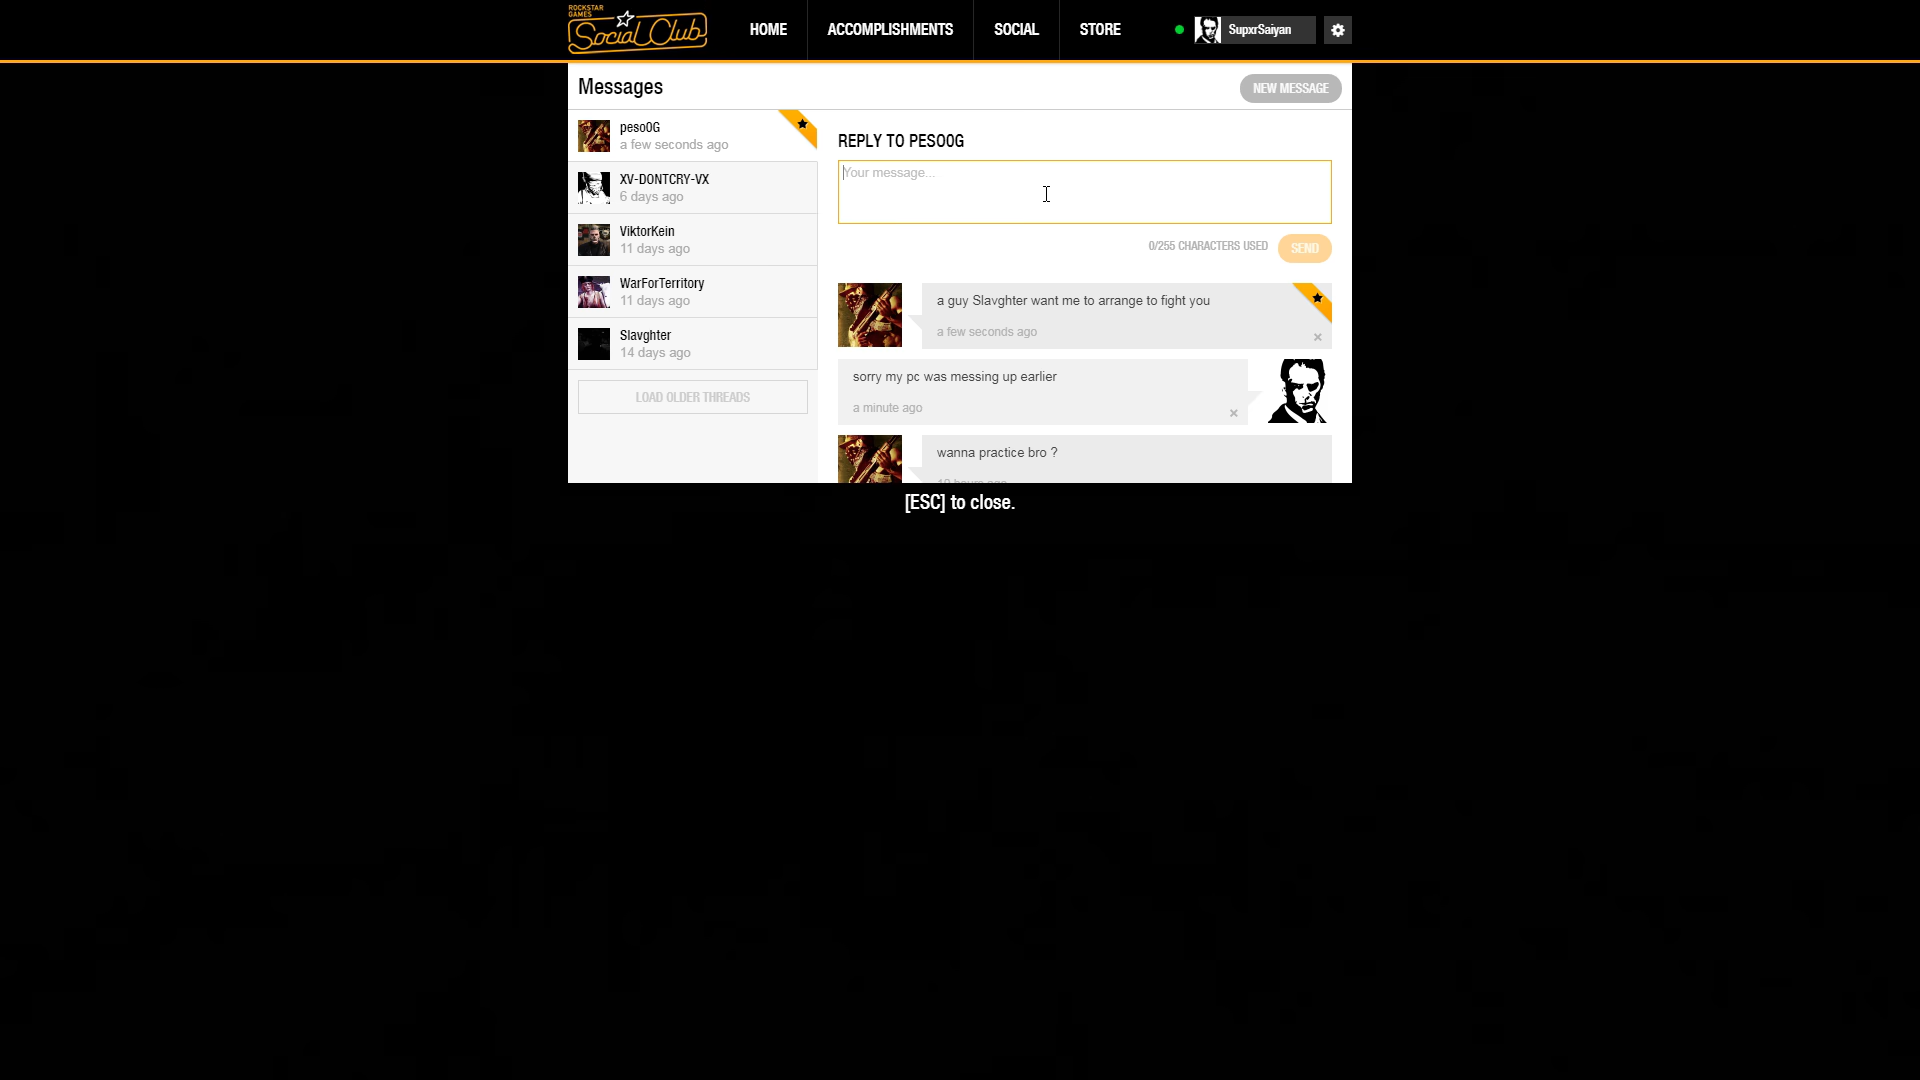 ROCKSTAR
GAMES
Social Club
HOME
ACCOMPLISHMENTS
SOCIAL
STORE
SupxrSaiyan
Messages
NEW MESSAGE
peso0G
a few seconds ago
XV-DONTCRY-VX
6 days ago
ViktorKein
11 days ago
WarForTerritory
11 days ago
Slavghter
14 days ago
LOAD OLDER THREADS
REPLY TO PESO0G
Your message...
0/255 CHARACTERS USED
SEND
a guy Slavghter want me to arrange to fight you
a few seconds ago
sorry my pc was messing up earlier
a minute ago
wanna practice bro ?
[ESC] to close.